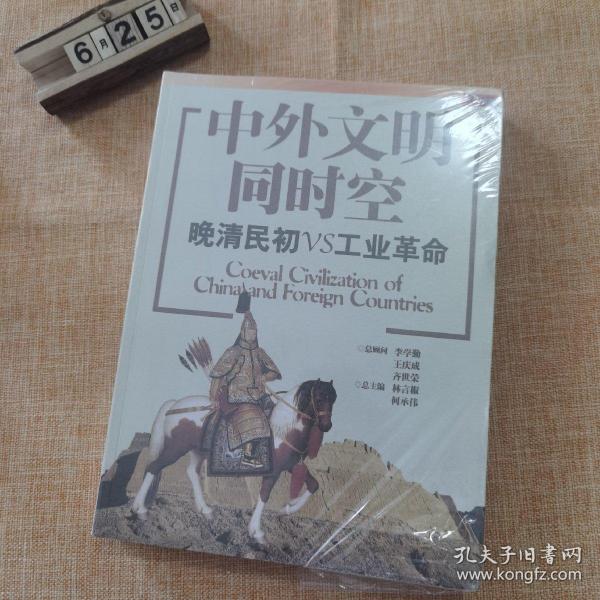 6月25日
中外文明
同时空
晚清民初VS工业革命
Coeval Civilization of
China and Foreign Countries
◎总顾问 李学勤
王庆成
齐世荣
◎总主编 林言椒
何承伟
孔夫子旧书网
www.kongfz.com